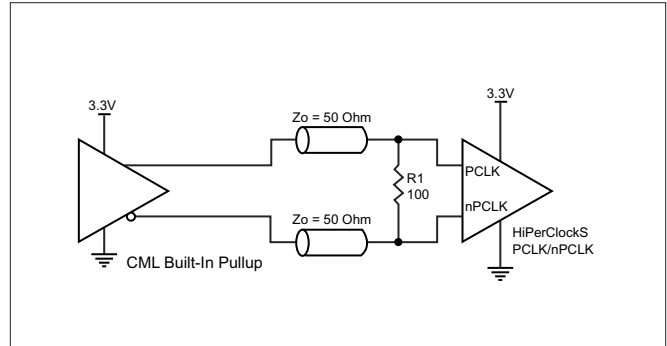 3.3V
3.3V
Zo = 50 Ohm
PCLK
R1
100
nPCLK
Zo = 50 Ohm
HiPerClockS
PCLK/nPCLK
CML Built-In Pullup